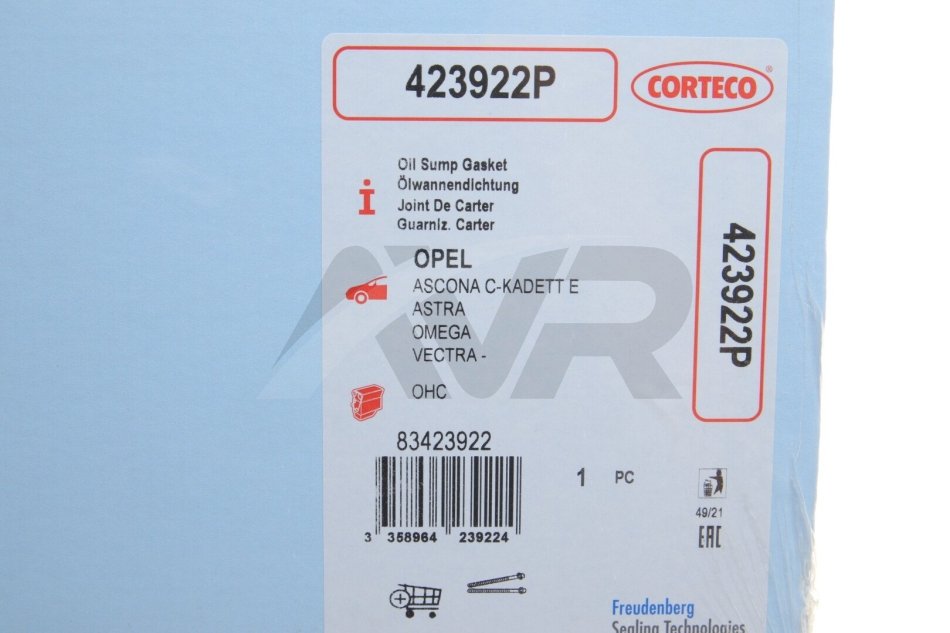 423922P
CORTECO®
Oil Sump Gasket
Ölwannendichtung
Joint De Carter
Guarniz. Carter
423922P
OPEL
ASCONA C-KADETT E
ASTRA
OMEGA
VECTRA -
OHC
AVR
83423922
1 PC
3 358964 239224
49/21
EAC
Freudenberg
Sealing Technologies